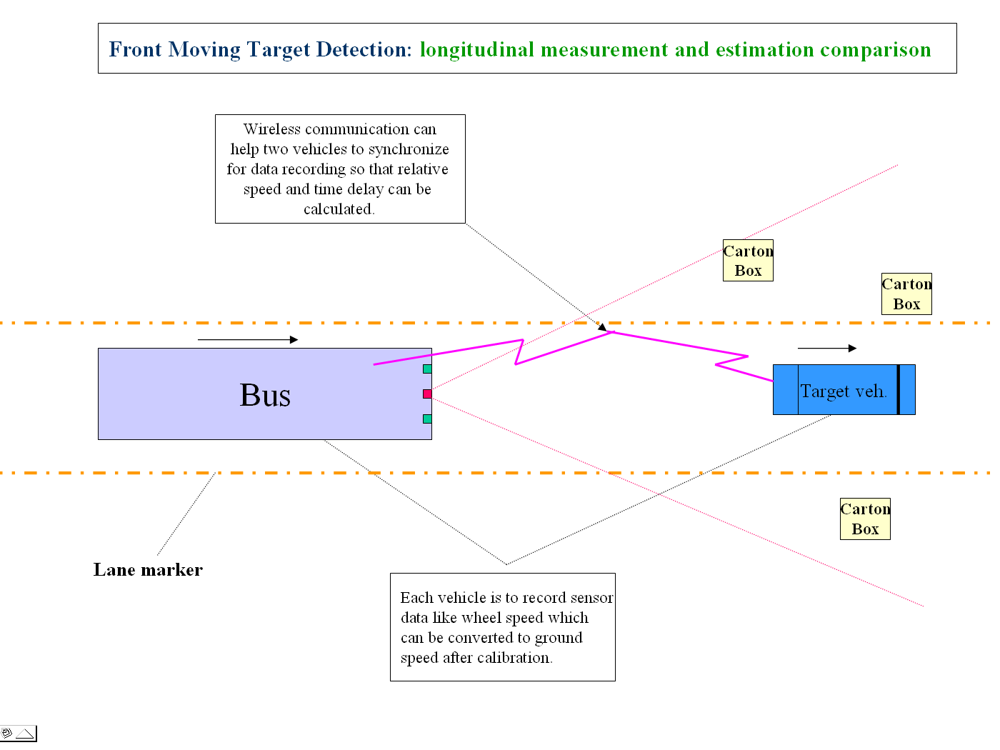 Front Moving Target Detection: longitudinal measurement and estimation comparison
Wireless communication can
help two vehicles to synchronize
for data recording so that relative
speed and time delay can be
calculated.
Carton
Box
Carton
Box
Bus
Target veh.
Carton
Box
Lane marker
Each vehicle is to record sensor
data like wheel speed which
can be converted to ground
speed after calibration.